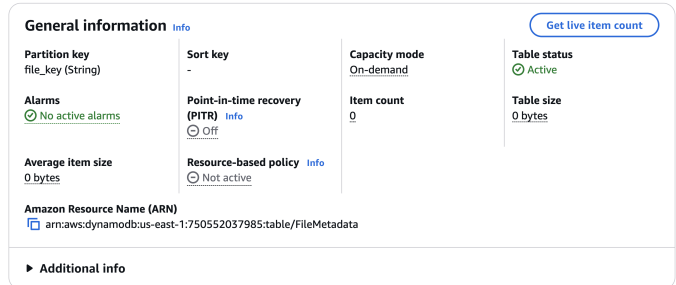 General information Info
Get live item count
Partition key
file_key (String)
Sort key
-
Capacity mode
On-demand
Table status
Active
Alarms
No active alarms
Point-in-time recovery
(PITR) Info
Off
Item count
0
Table size
0 bytes
Average item size
0 bytes
Resource-based policy Info
Not active
Amazon Resource Name (ARN)
arn:aws:dynamodb:us-east-1:750552037985:table/FileMetadata
Additional info